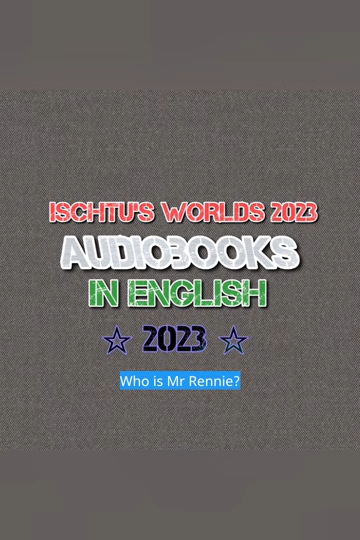 ISCHTU'S WORLDS 2023
AUDIOBOOKS
IN ENGLISH
☆ 2023 ☆
Who is Mr Rennie?